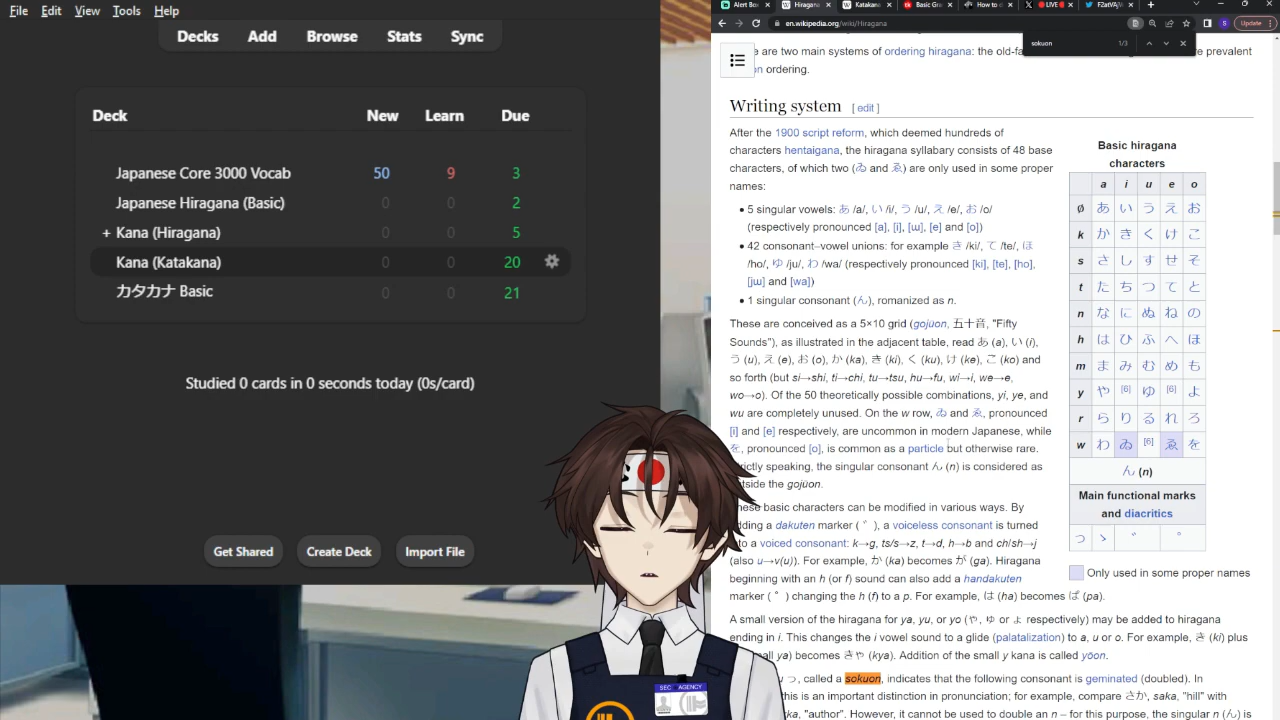 File Edit View Tools Help
Decks Add Browse Stats Sync
Deck New Learn Due
Japanese Core 3000 Vocab 50 9 3
Japanese Hiragana (Basic) 0 0 2
+ Kana (Hiragana) 0 0 5
Kana (Katakana) 0 0 20
カタカナ Basic 0 0 21
Studied 0 cards in 0 seconds today (0s/card)
Get Shared Create Deck Import File
SEC AGENCY
Alert Box Hiragana Katakana Basic Gra How to c LIVE
en.wikipedia.org/wiki/Hiragana
Update
sokuon 1/3
are two main systems of ordering hiragana: the old-fa prevalent
on ordering.
Writing system [ edit ]
After the 1900 script reform, which deemed hundreds of
characters hentaigana, the hiragana syllabary consists of 48 base
characters, of which two (ゐ and ゑ) are only used in some proper
names:
• 5 singular vowels: あ /a/, い /i/, う /u/, え /e/, お /o/
(respectively pronounced [a], [i], [ɯ], [e] and [o])
• 42 consonant–vowel unions: for example き /ki/, て /te/, ほ
/ho/, ゆ /ju/, わ /wa/ (respectively pronounced [ki], [te], [ho],
[jɯ] and [wa])
• 1 singular consonant (ん), romanized as n.
These are conceived as a 5×10 grid (gojūon, 五十音, "Fifty
Sounds"), as illustrated in the adjacent table, read あ (a), い (i),
う (u), え (e), お (o), か (ka), き (ki), く (ku), け (ke), こ (ko) and
so forth (but si→shi, ti→chi, tu→tsu, hu→fu, wi→i, we→e,
wo→o). Of the 50 theoretically possible combinations, yi, ye, and
wu are completely unused. On the w row, ゐ and ゑ, pronounced
[i] and [e] respectively, are uncommon in modern Japanese, while
を, pronounced [o], is common as a particle but otherwise rare.
trictly speaking, the singular consonant ん (n) is considered as
tside the gojūon.
hese basic characters can be modified in various ways. By
dding a dakuten marker ( ゛), a voiceless consonant is turned
to a voiced consonant: k→g, ts/s→z, t→d, h→b and ch/sh→j
(also u→v(u)). For example, か (ka) becomes が (ga). Hiragana
beginning with an h (or f) sound can also add a handakuten
marker ( ゜) changing the h (f) to a p. For example, は (ha) becomes ぱ (pa).
A small version of the hiragana for ya, yu, or yo (ゃ, ゅ or ょ respectively) may be added to hiragana
ending in i. This changes the i vowel sound to a glide (palatalization) to a, u or o. For example, き (ki) plus
all ya) becomes きゃ (kya). Addition of the small y kana is called yōon.
u っ, called a sokuon, indicates that the following consonant is geminated (doubled). In
this is an important distinction in pronunciation; for example, compare さか, saka, "hill" with
ka, "author". However, it cannot be used to double an n – for this purpose, the singular n (ん) is
Basic hiragana
characters
a i u e o
∅ あ い う え お
k か き く け こ
s さ し す せ そ
t た ち つ て と
n な に ぬ ね の
h は ひ ふ へ ほ
m ま み む め も
y や [6] ゆ [6] よ
r ら り る れ ろ
w わ ゐ [6] ゑ を
ん (n)
Main functional marks
and diacritics
っ ゝ ゛ ゜
Only used in some proper names